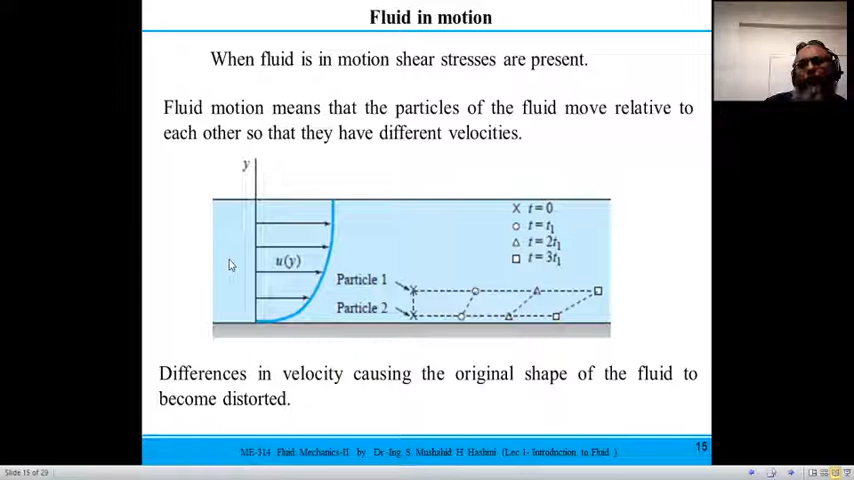 Fluid in motion
When fluid is in motion shear stresses are present.
Fluid motion means that the particles of the fluid move relative to
each other so that they have different velocities.
y
u(y)
× t=0
○ t=t₁
△ t=2t₁
□ t=3t₁
Particle 1
Particle 2
Differences in velocity causing the original shape of the fluid to
become distorted.
ME-314 Fluid Mechanics-II by Dr-Ing. S. Mushahid H Hashmi (Lec 1- Introduction to Fluid )
15
Slide 15 of 29